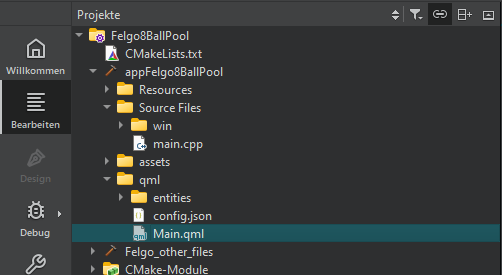 Projekte
Felgo8BallPool
CMakeLists.txt
appFelgo8BallPool
Resources
Source Files
win
main.cpp
assets
qml
entities
config.json
Main.qml
Felgo_other_files
CMake-Module
Willkommen
Bearbeiten
Design
Debug